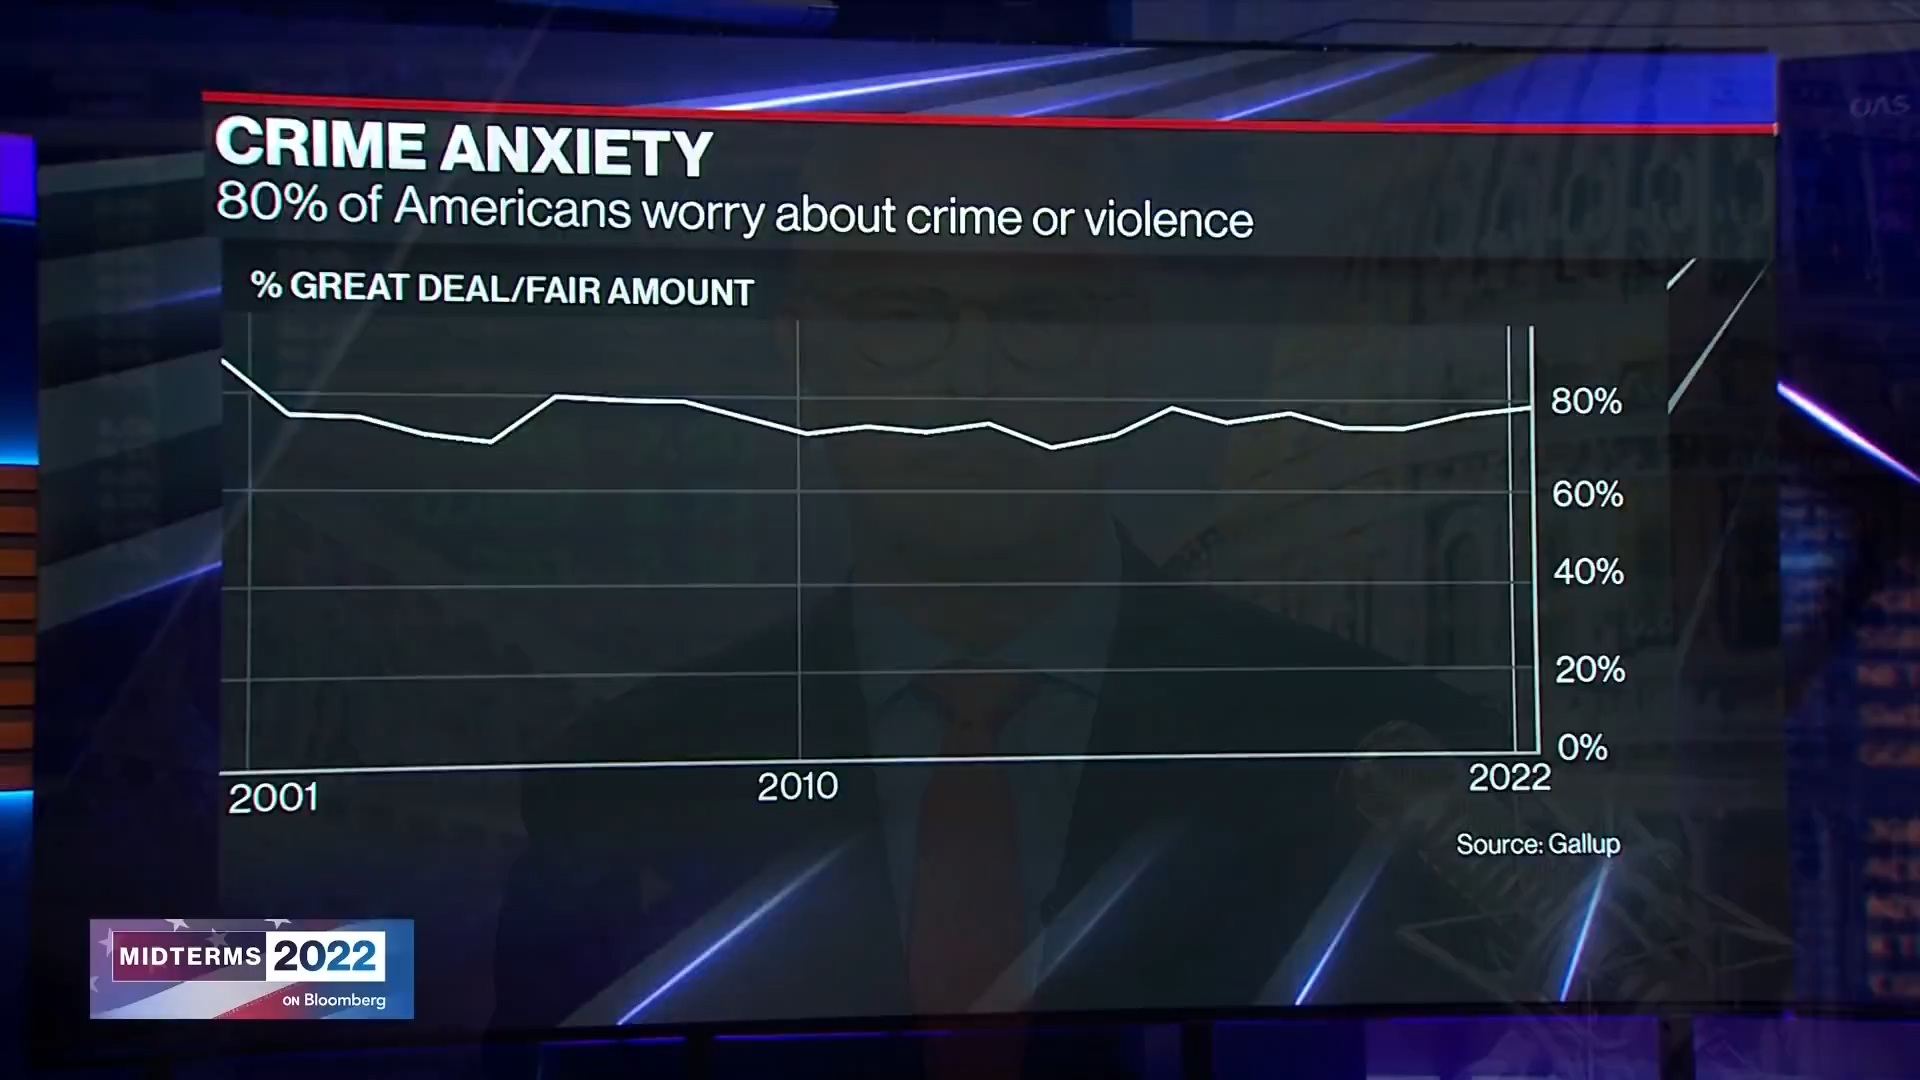 CRIME ANXIETY
80% of Americans worry about crime or violence
% GREAT DEAL/FAIR AMOUNT
80%
60%
40%
20%
0%
2001
2010
2022
Source: Gallup
MIDTERMS 2022
ON Bloomberg